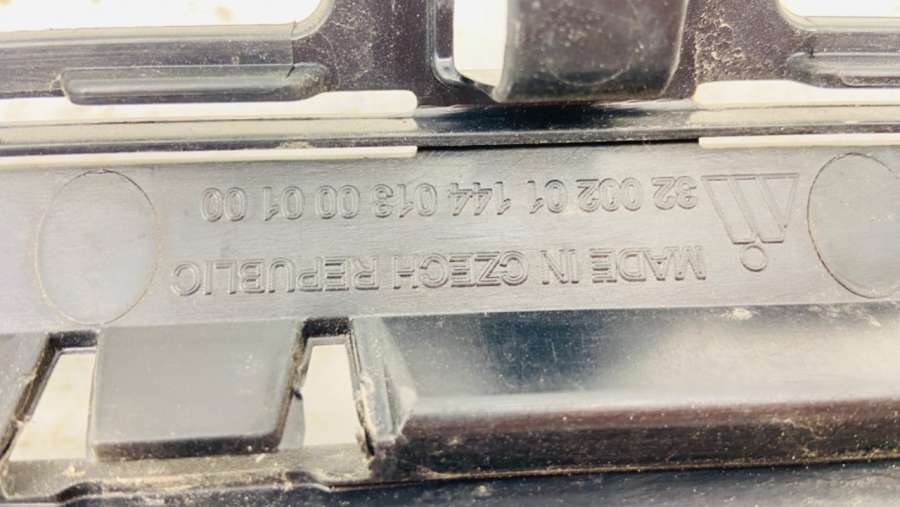 MADE IN CZECH REPUBLIC
32 002 01 144 013 00 01 00